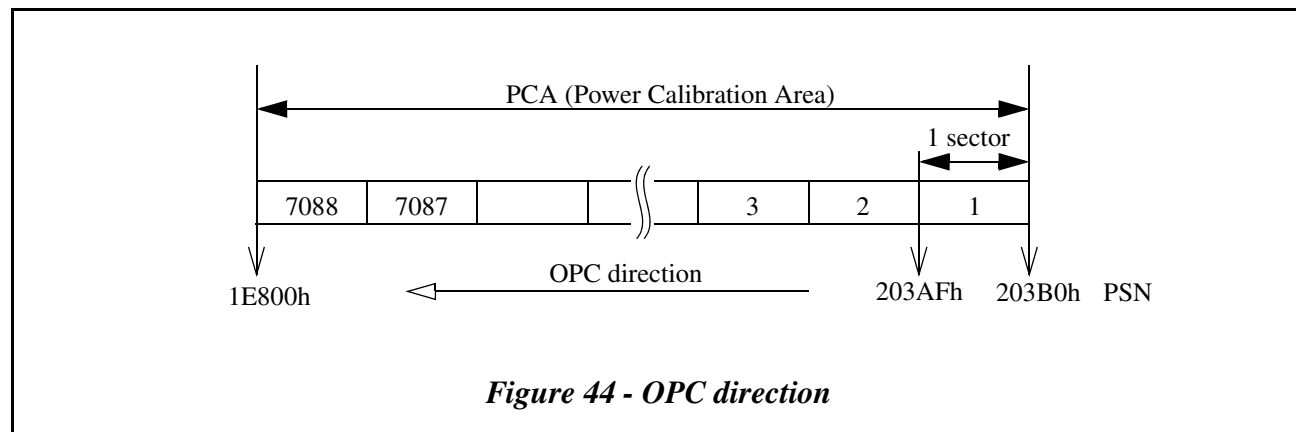 PCA (Power Calibration Area)
1 sector
7088 7087 3 2 1
OPC direction
1E800h 203AFh 203B0h PSN
Figure 44 - OPC direction